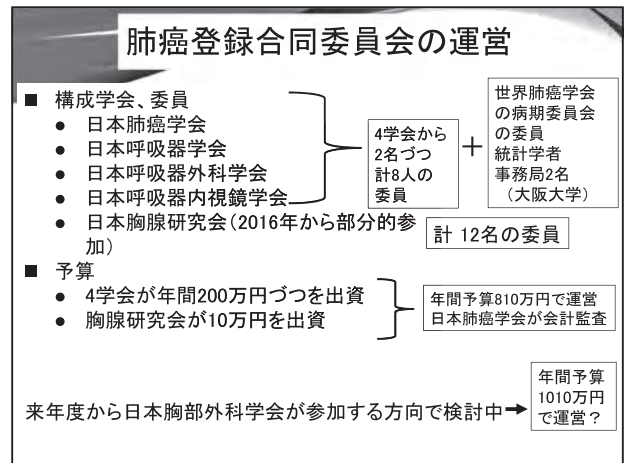 肺癌登録合同委員会の運営
■ 構成学会、委員
● 日本肺癌学会
● 日本呼吸器学会
● 日本呼吸器外科学会
● 日本呼吸器内視鏡学会
● 日本胸腺研究会(2016年から部分的参
加)
4学会から
2名づつ
計8人の
委員
+
世界肺癌学会
の病期委員会
の委員
統計学者
事務局2名
(大阪大学)
計 12名の委員
■ 予算
● 4学会が年間200万円づつを出資
● 胸腺研究会が10万円を出資
年間予算810万円で運営
日本肺癌学会が会計監査
来年度から日本胸部外科学会が参加する方向で検討中➡
年間予算
1010万円
で運営?